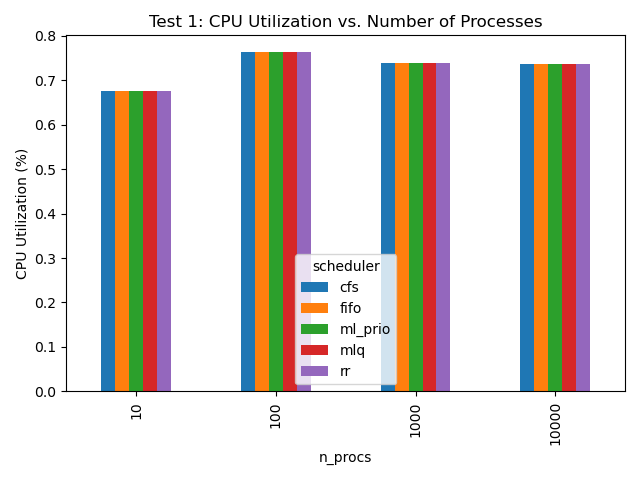 Test 1: CPU Utilization vs. Number of Processes
CPU Utilization (%)
0.8
0.7
0.6
0.5
0.4
0.3
0.2
0.1
0.0
scheduler
cfs
fifo
ml_prio
mlq
rr
10
100
1000
10000
n_procs